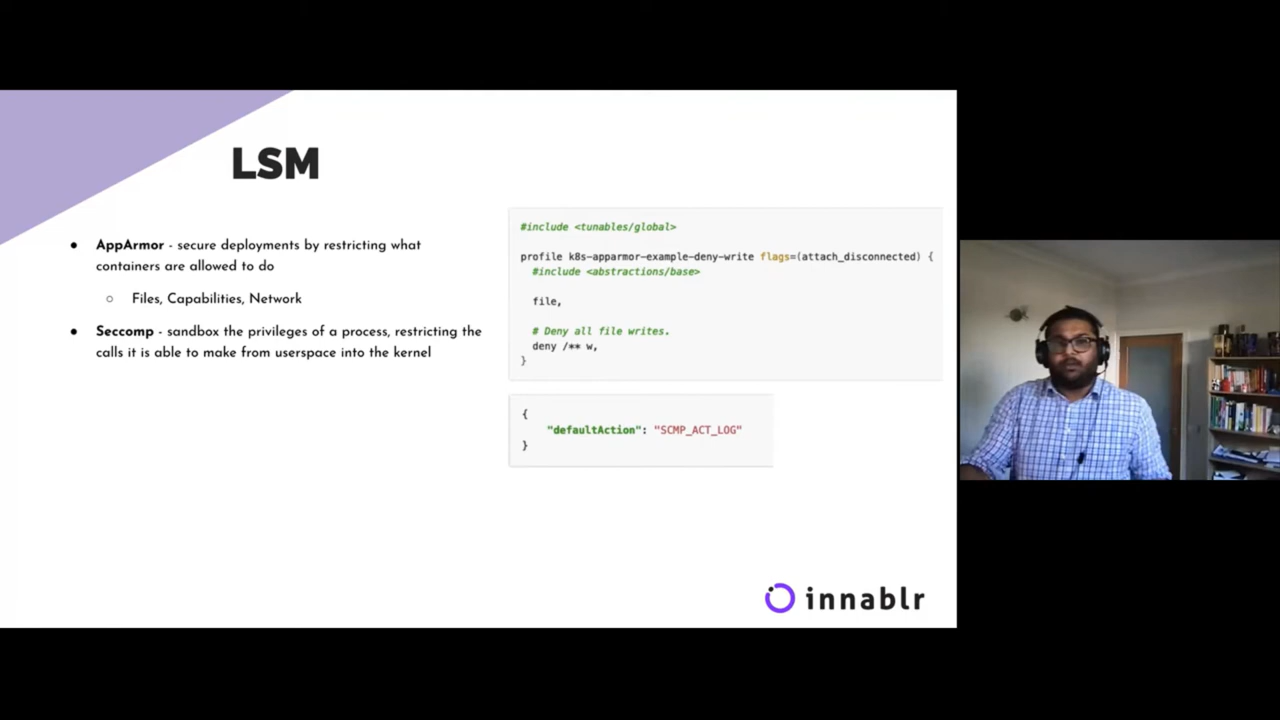 LSM
● AppArmor - secure deployments by restricting what
containers are allowed to do
○ Files, Capabilities, Network
● Seccomp - sandbox the privileges of a process, restricting the
calls it is able to make from userspace into the kernel
#include <tunables/global>
profile k8s-apparmor-example-deny-write flags=(attach_disconnected) {
#include <abstractions/base>
file,
# Deny all file writes.
deny /** w,
}
{
"defaultAction": "SCMP_ACT_LOG"
}
innablr